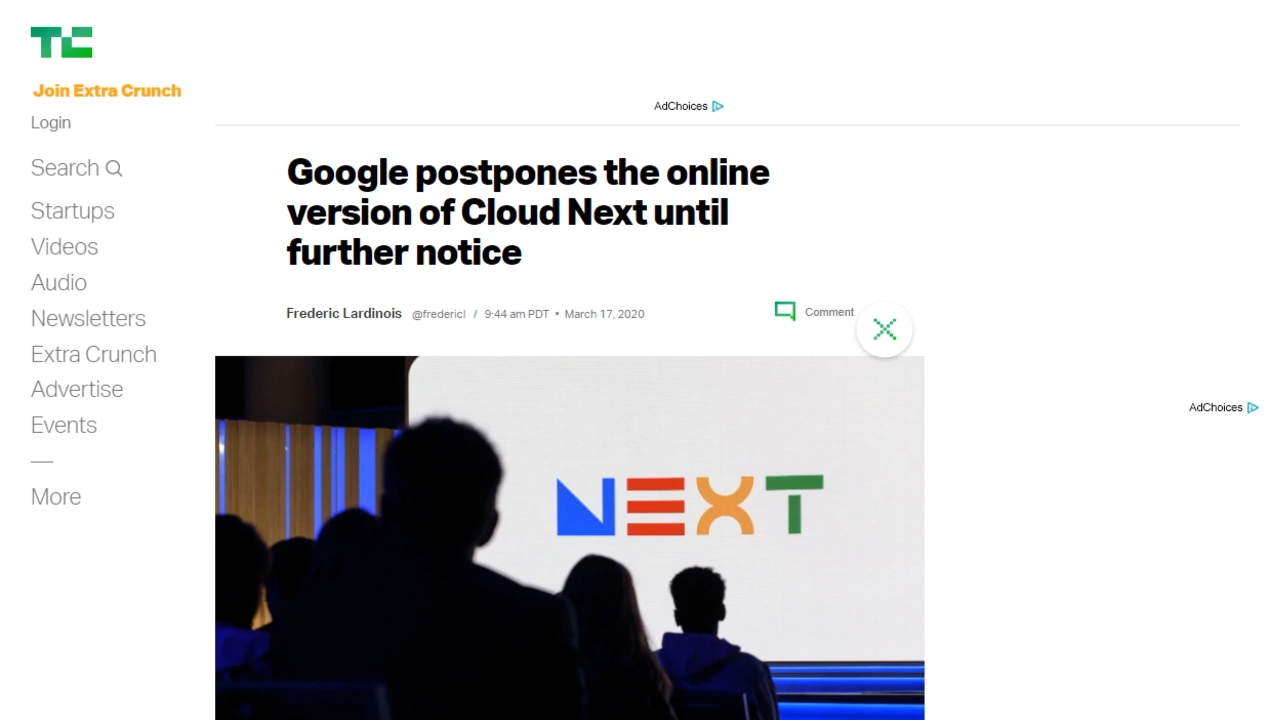 TC
Join Extra Crunch
Login
Search
Startups
Videos
Audio
Newsletters
Extra Crunch
Advertise
Events
—
More
AdChoices
Google postpones the online
version of Cloud Next until
further notice
Frederic Lardinois @fredericl / 9:44 am PDT • March 17, 2020
Comment
NEXT
AdChoices